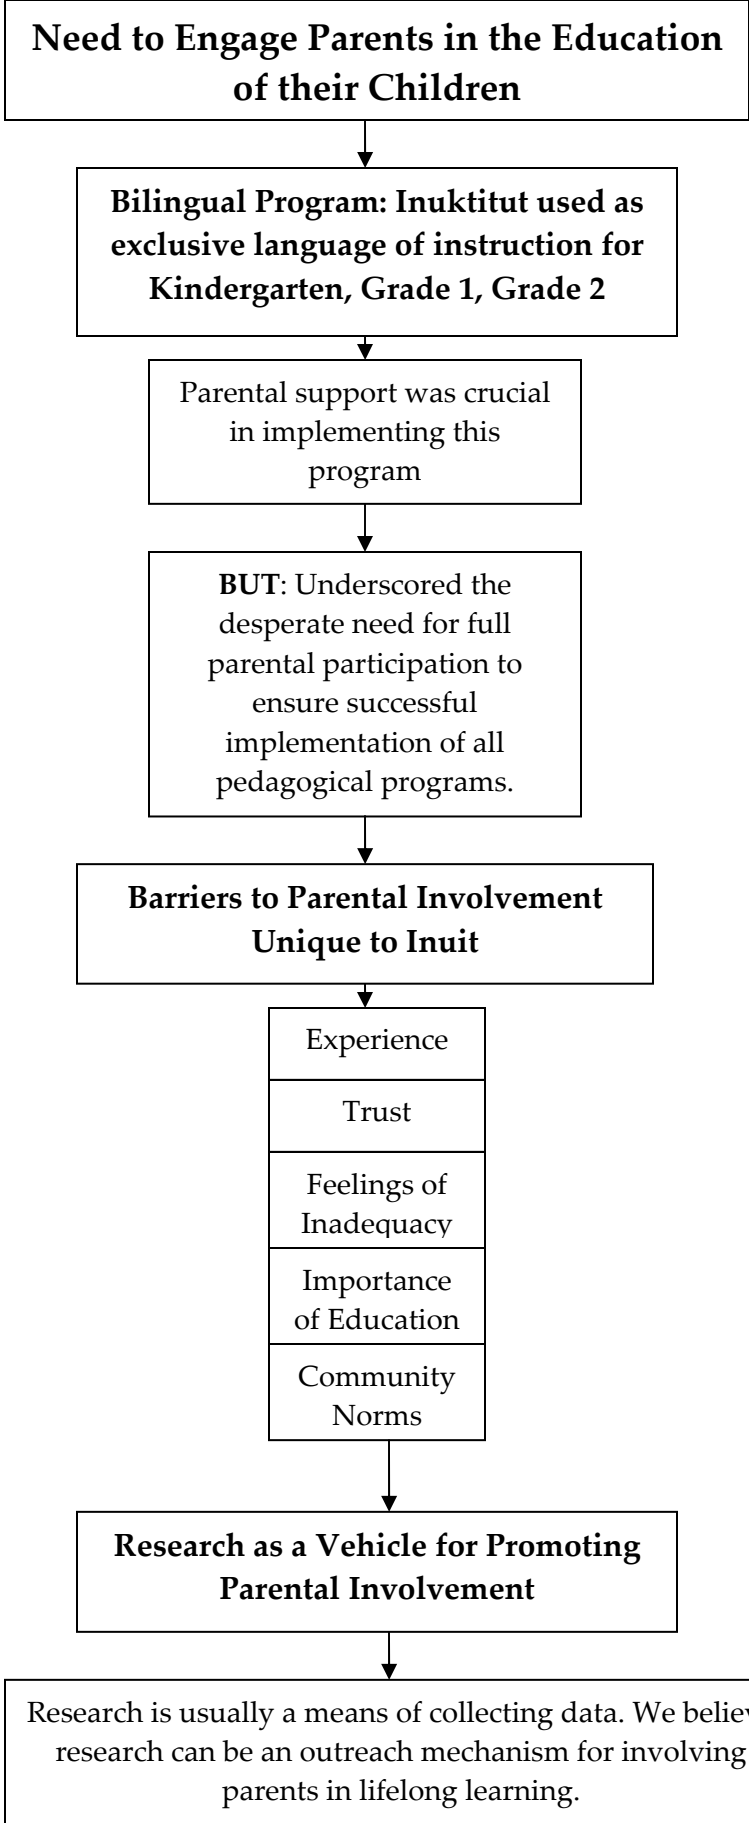 Need to Engage Parents in the Education
of their Children
Bilingual Program: Inuktitut used as
exclusive language of instruction for
Kindergarten, Grade 1, Grade 2
Parental support was crucial
in implementing this
program
BUT: Underscored the
desperate need for full
parental participation to
ensure successful
implementation of all
pedagogical programs.
Barriers to Parental Involvement
Unique to Inuit
Experience
Trust
Feelings of
Inadequacy
Importance
of Education
Community
Norms
Research as a Vehicle for Promoting
Parental Involvement
Research is usually a means of collecting data. We believ
research can be an outreach mechanism for involving
parents in lifelong learning.